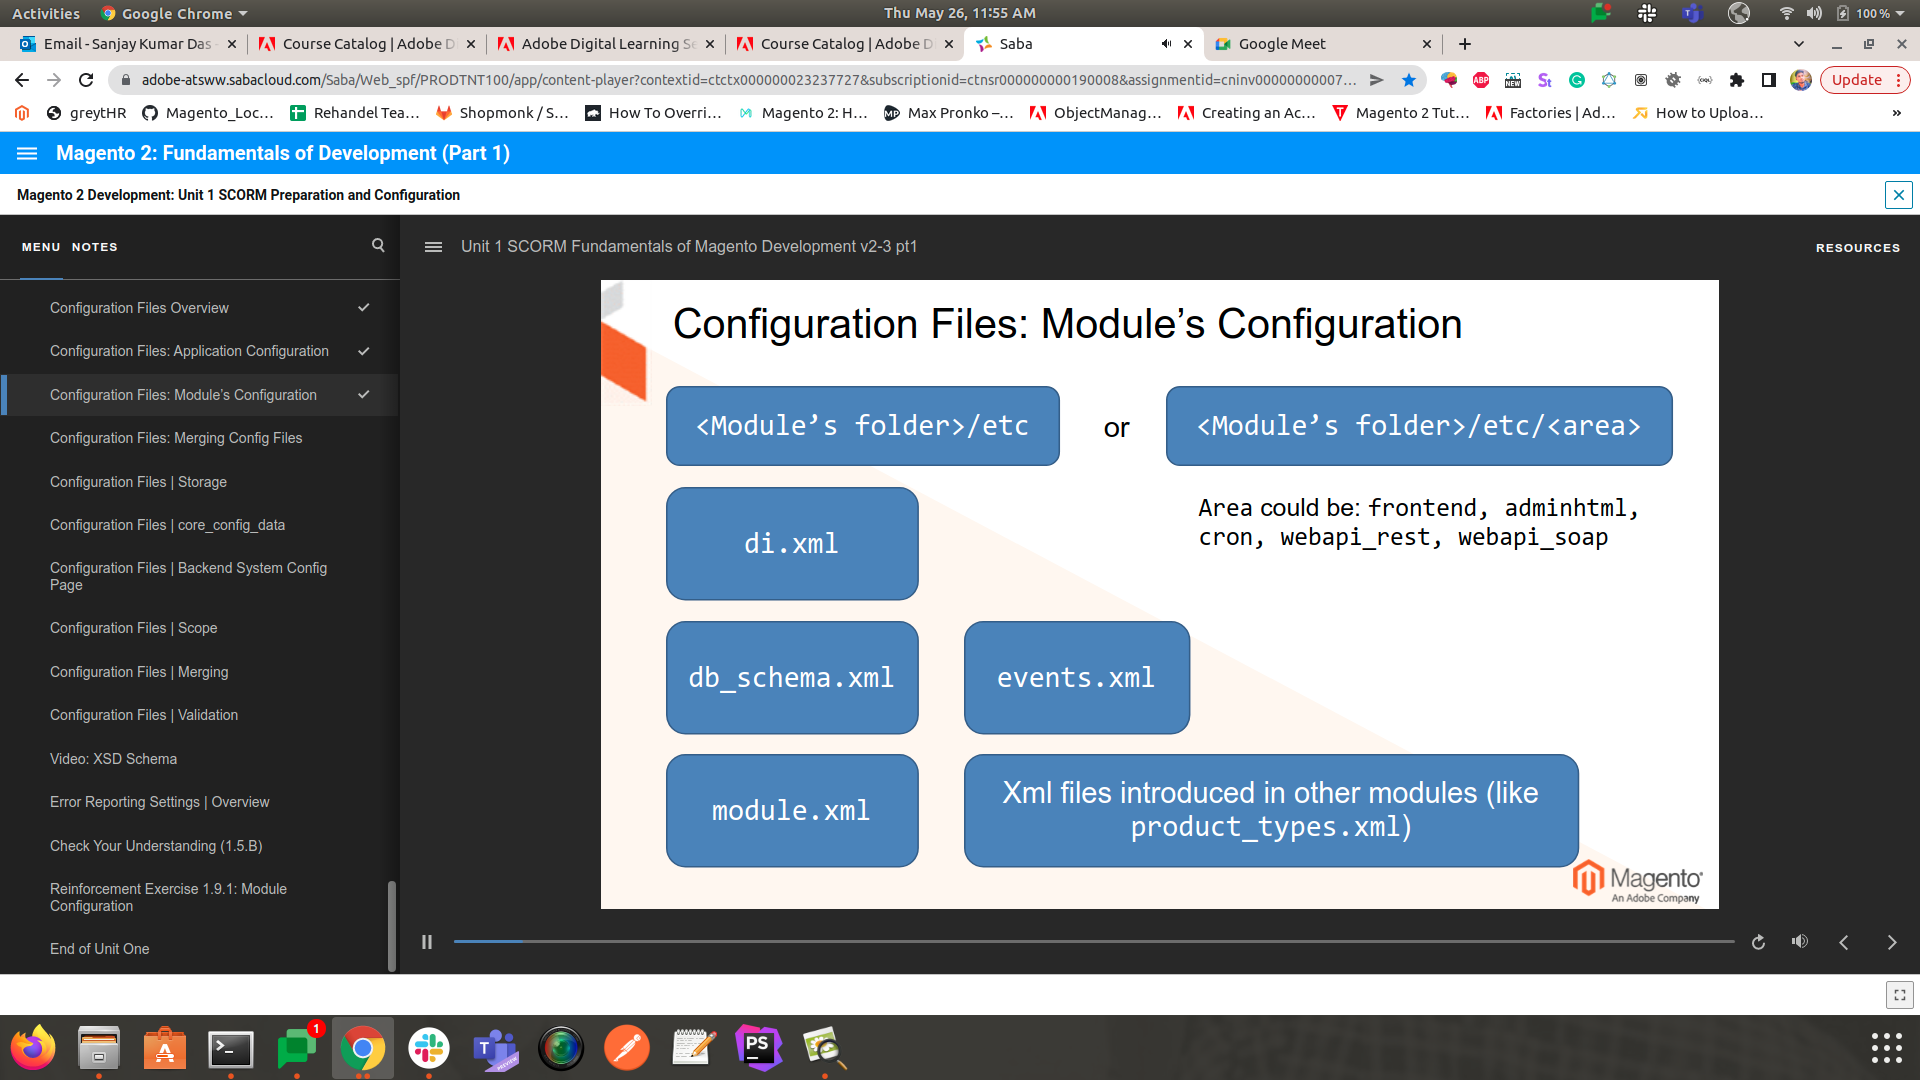 Activities
Google Chrome
Thu May 26, 11:55 AM
100 %
Email - Sanjay Kumar Das -
Course Catalog | Adobe D
Adobe Digital Learning Se
Course Catalog | Adobe D
Saba
Google Meet
adobe-atsww.sabacloud.com/Saba/Web_spf/PRODTNT100/app/content-player?contextid=ctctx000000023237727&subscriptionid=ctnsr000000000190008&assignmentid=cninv00000000007...
ABP
NEW
Update
greytHR
Magento_Loc...
Rehandel Tea...
Shopmonk / S...
How To Overri...
Magento 2: H...
Max Pronko –...
ObjectManag...
Creating an Ac...
Magento 2 Tut...
Factories | Ad...
How to Uploa...
»
Magento 2: Fundamentals of Development (Part 1)
Magento 2 Development: Unit 1 SCORM Preparation and Configuration
MENU
NOTES
Unit 1 SCORM Fundamentals of Magento Development v2-3 pt1
RESOURCES
Configuration Files Overview
Configuration Files: Application Configuration
Configuration Files: Module's Configuration
Configuration Files: Merging Config Files
Configuration Files | Storage
Configuration Files | core_config_data
Configuration Files | Backend System Config
Page
Configuration Files | Scope
Configuration Files | Merging
Configuration Files | Validation
Video: XSD Schema
Error Reporting Settings | Overview
Check Your Understanding (1.5.B)
Reinforcement Exercise 1.9.1: Module
Configuration
End of Unit One
Configuration Files: Module’s Configuration
<Module’s folder>/etc
or
<Module’s folder>/etc/<area>
Area could be: frontend, adminhtml,
cron, webapi_rest, webapi_soap
di.xml
db_schema.xml
events.xml
module.xml
Xml files introduced in other modules (like
product_types.xml)
Magento
An Adobe Company
1
PS